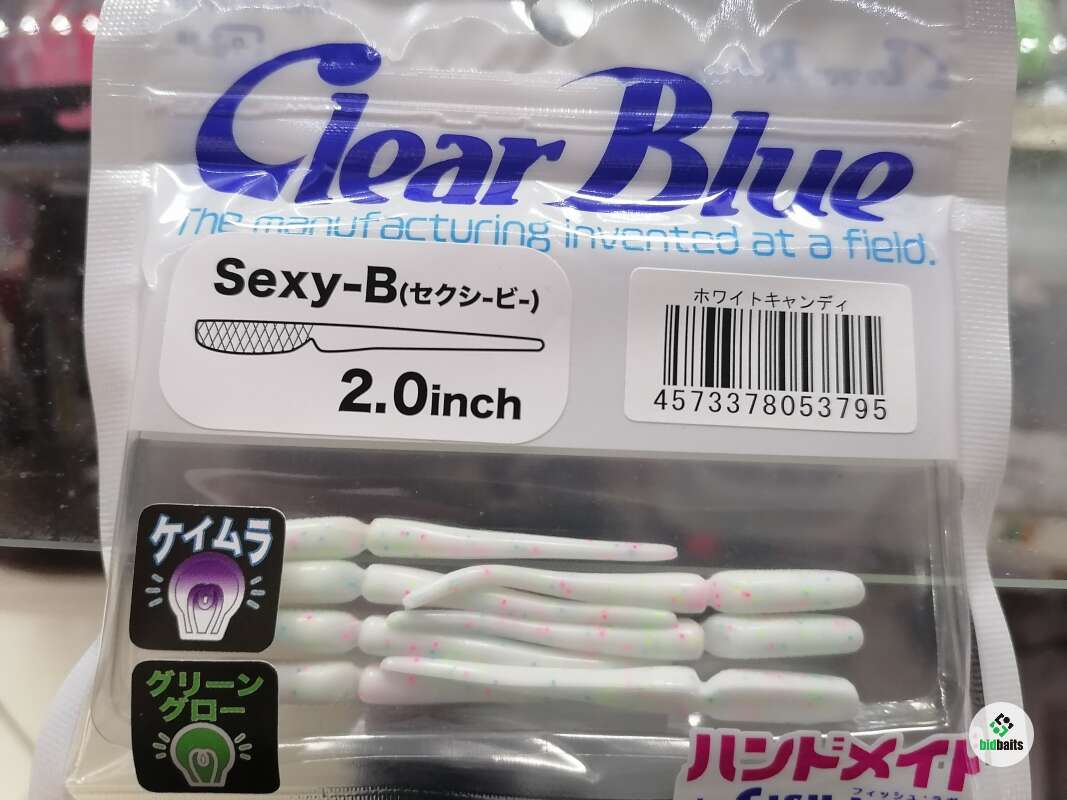 Clear Blue
The manufacturing invented at a field.
Sexy-B(セクシ-ビ-)
2.0inch
ホワイトキャンディ
4573378053795
ケイムラ
グリーン
グロー
ハンドメイド
bidbaits